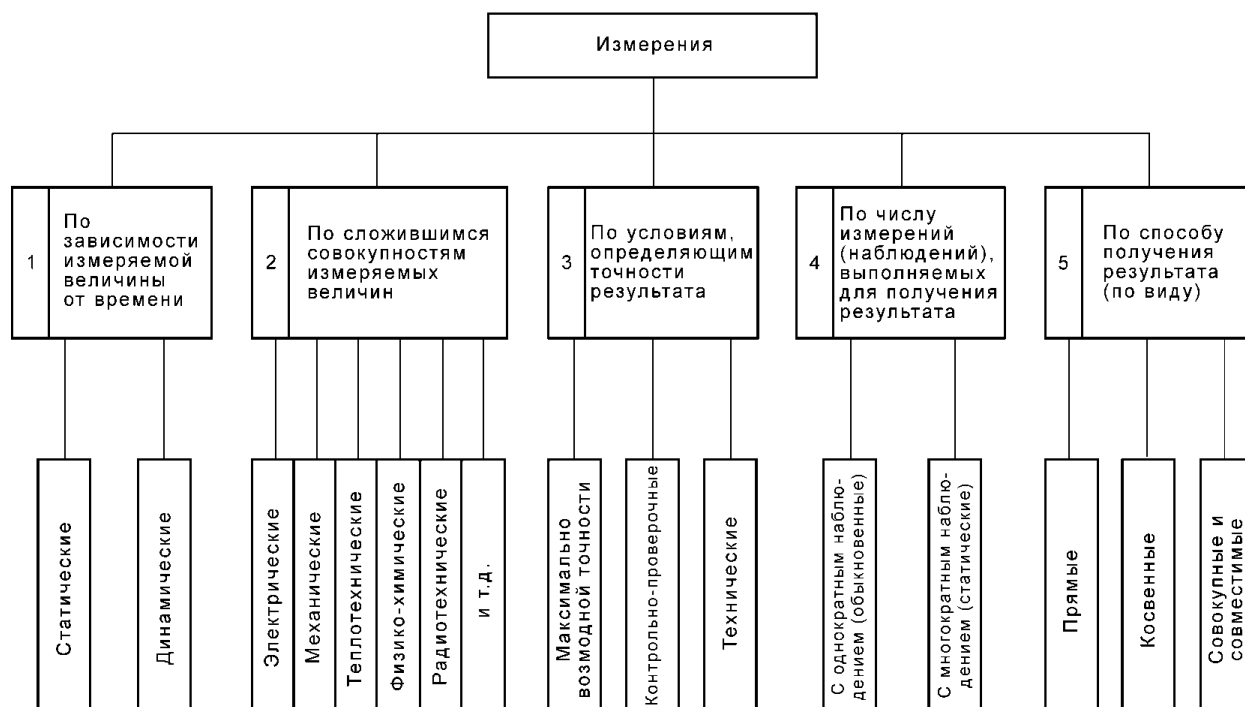 Измерения
1
По
зависимости
измеряемой
величины
от времени
2
По сложившимся
совокупностям
измеряемых
величин
3
По условиям,
определяющим
точности
результата
4
По числу
измерений
(наблюдений),
выполняемых
для получения
результата
5
По способу
получения
результата
(по виду)
Статические
Динамические
Электрические
Механические
Теплотехнические
Физико-химические
Радиотехнические
и т.д.
Максимально
возмодной точности
Контрольно-проверочные
Технические
С однократным наблю-
дением (обыкновенные)
С многократным наблю-
дением (статические)
Прямые
Косвенные
Совокупные и
совместимые